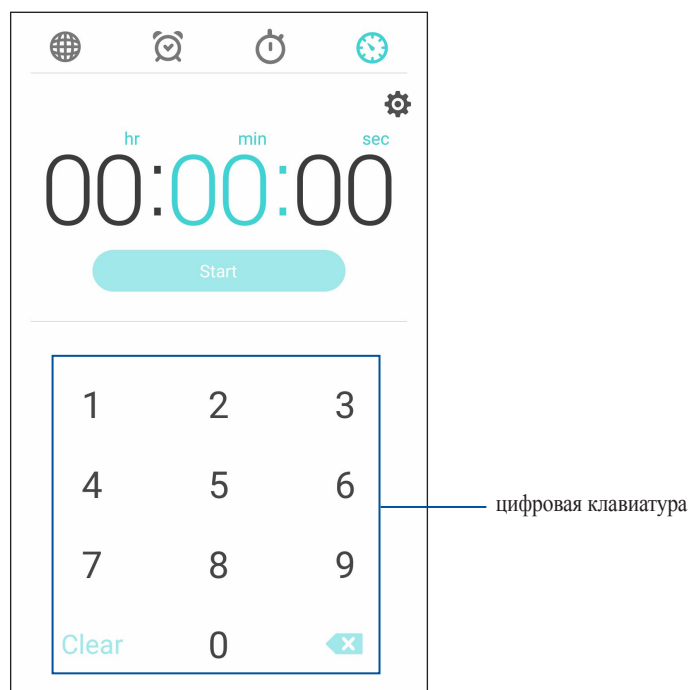 hr min sec
00:00:00
Start
1 2 3
4 5 6
цифровая клавиатура
7 8 9
Clear 0